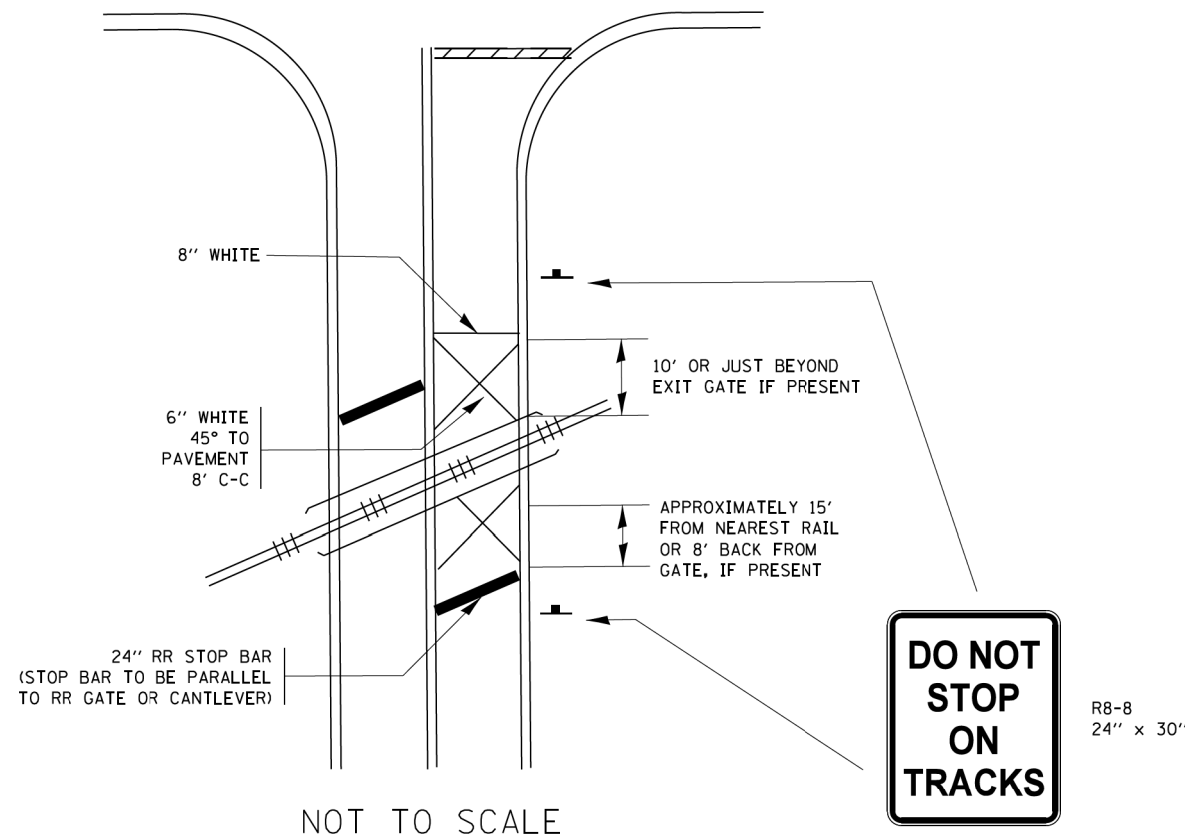 8" WHITE
10' OR JUST BEYOND
EXIT GATE IF PRESENT
6" WHITE
45° TO
PAVEMENT
8' C-C
APPROXIMATELY 15'
FROM NEAREST RAIL
OR 8' BACK FROM
GATE, IF PRESENT
24" RR STOP BAR
(STOP BAR TO BE PARALLEL
TO RR GATE OR CANTLEVER)
DO NOT
STOP
ON
TRACKS
R8-8
24" x 30"
NOT TO SCALE